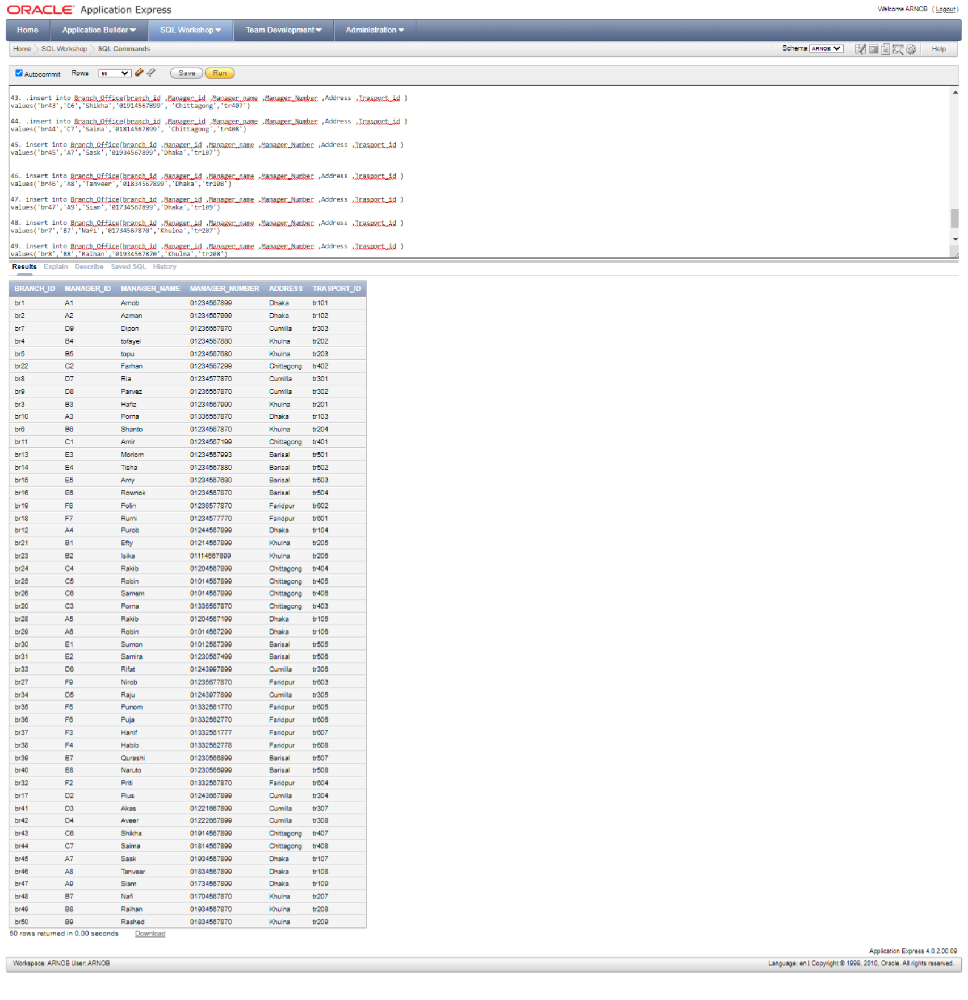 ORACLE Application Express
Welcome ARNOB ( Logout )
Home Application Builder SQL Workshop Team Development Administration
Home SQL Workshop SQL Commands
Schema ARNOB Help
Autocommit Rows 60 Save Run
43. .insert into Branch_Office(branch_id ,Manager_id ,Manager_name ,Manager_Number ,Address ,Trasport_id )
values('br43','C6','Shikha','01914567899', 'Chittagong','tr407')
44. .insert into Branch_Office(branch_id ,Manager_id ,Manager_name ,Manager_Number ,Address ,Trasport_id )
values('br44','C7','Saima','01814567899', 'Chittagong','tr408')
45. insert into Branch_Office(branch_id ,Manager_id ,Manager_name ,Manager_Number ,Address ,Trasport_id )
values('br45','A7','Sask','01934567899','Dhaka','tr107')
46. insert into Branch_Office(branch_id ,Manager_id ,Manager_name ,Manager_Number ,Address ,Trasport_id )
values('br46','A8','Tanveer','01834567899','Dhaka','tr108')
47. insert into Branch_Office(branch_id ,Manager_id ,Manager_name ,Manager_Number ,Address ,Trasport_id )
values('br47','A9','Siam','01734567899','Dhaka','tr109')
48. insert into Branch_Office(branch_id ,Manager_id ,Manager_name ,Manager_Number ,Address ,Trasport_id )
values('br7','B7','Nafi','01734567870','Khulna','tr207')
49. insert into Branch_Office(branch_id ,Manager_id ,Manager_name ,Manager_Number ,Address ,Trasport_id )
values('br8','B8','Raihan','01934567870','Khulna','tr208')
Results Explain Describe Saved SQL History
BRANCH_ID MANAGER_ID MANAGER_NAME MANAGER_NUMBER ADDRESS TRASPORT_ID
br1 A1 Arnob 01234567899 Dhaka tr101
br2 A2 Azman 01234567999 Dhaka tr102
br7 D9 Dipon 01236667870 Cumilla tr303
br4 B4 tofayel 01234567880 Khulna tr202
br5 B5 topu 01234567680 Khulna tr203
br22 C2 Farhan 01234567299 Chittagong tr402
br8 D7 Ria 01234577870 Cumilla tr301
br9 D8 Parvez 01236567870 Cumilla tr302
br3 B3 Hafiz 01234567990 Khulna tr201
br10 A3 Porna 01336567870 Dhaka tr103
br6 B6 Shanto 01234567870 Khulna tr204
br11 C1 Amir 01234567199 Chittagong tr401
br13 E3 Moriom 01234567993 Barisal tr501
br14 E4 Tisha 01234567880 Barisal tr502
br15 E5 Amy 01234567680 Barisal tr503
br16 E6 Rownok 01234567870 Barisal tr504
br19 F8 Polin 01236577870 Faridpur tr602
br18 F7 Rumi 01234577770 Faridpur tr601
br12 A4 Purob 01244567899 Dhaka tr104
br21 B1 Efty 01214567899 Khulna tr205
br23 B2 Isika 01114567899 Khulna tr206
br24 C4 Rakib 01204567899 Chittagong tr404
br25 C5 Robin 01014567899 Chittagong tr405
br26 C6 Samem 01014567899 Chittagong tr406
br20 C3 Porna 01336567870 Chittagong tr403
br28 A5 Rakib 01204567199 Dhaka tr105
br29 A6 Robin 01014567299 Dhaka tr106
br30 E1 Sumon 01012567399 Barisal tr505
br31 E2 Samira 01230567499 Barisal tr506
br33 D6 Rifat 01243997899 Cumilla tr306
br27 F9 Nirob 01235677870 Faridpur tr603
br34 D5 Raju 01243977899 Cumilla tr305
br35 F5 Punom 01332561770 Faridpur tr605
br36 F6 Puja 01332562770 Faridpur tr606
br37 F3 Hanif 01332561777 Faridpur tr607
br38 F4 Habib 01332562778 Faridpur tr608
br39 E7 Qurashi 01230566899 Barisal tr507
br40 E8 Naruto 01230566999 Barisal tr508
br32 F2 Priti 01332567870 Faridpur tr604
br17 D2 Pius 01243667899 Cumilla tr304
br41 D3 Akas 01221667899 Cumilla tr307
br42 D4 Aveer 01222667899 Cumilla tr308
br43 C6 Shikha 01914567899 Chittagong tr407
br44 C7 Saima 01814567899 Chittagong tr408
br45 A7 Sask 01934567899 Dhaka tr107
br46 A8 Tanveer 01834567899 Dhaka tr108
br47 A9 Siam 01734567899 Dhaka tr109
br48 B7 Nafi 01704567870 Khulna tr207
br49 B8 Raihan 01934567870 Khulna tr208
br50 B9 Rashed 01834567870 Khulna tr209
50 rows returned in 0.00 seconds Download
Application Express 4.0.2.00.09
Workspace: ARNOB User: ARNOB
Language: en | Copyright © 1999, 2010, Oracle. All rights reserved.